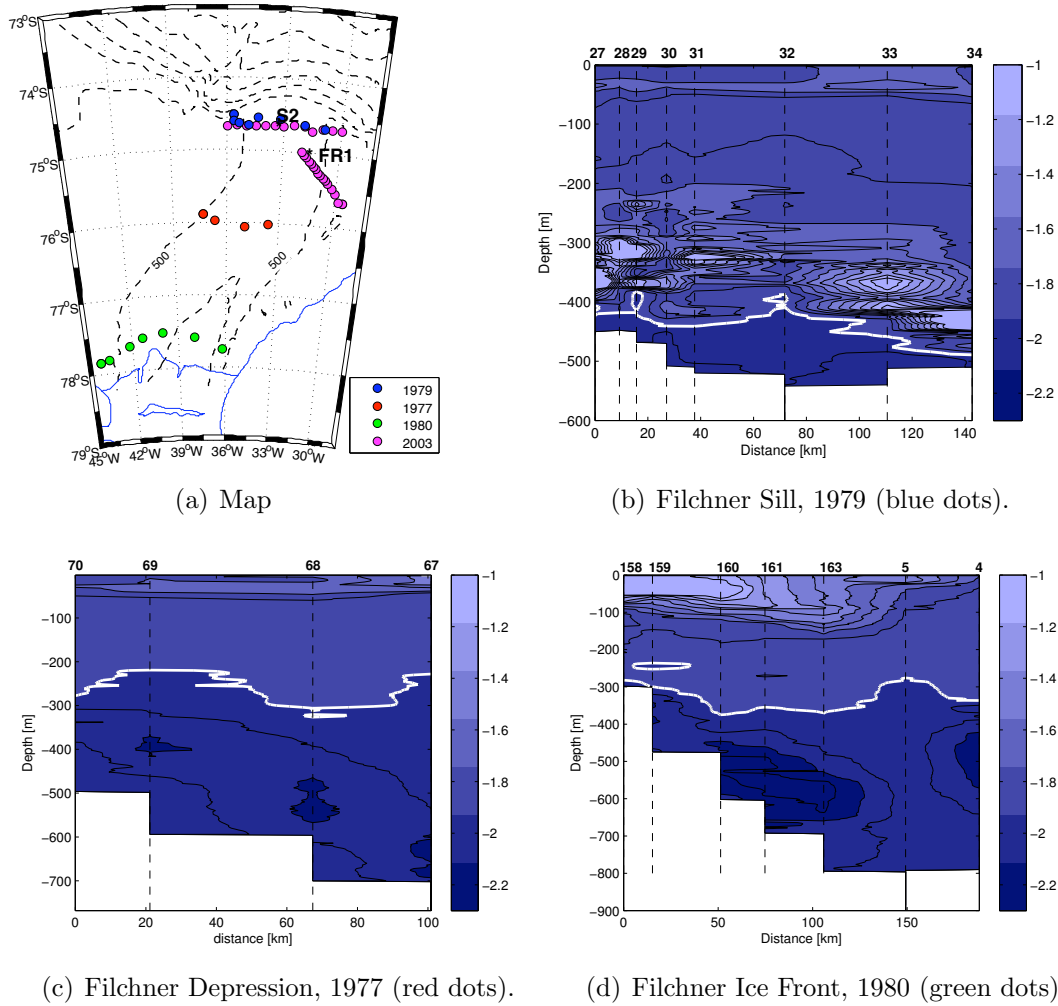 73°S
73°S
74°S
74°S
75°S
75°S
76°S
76°S
77°S
77°S
78°S
78°S
79°S
45°W
42°W
39°W
36°W
33°W
30°W
S2
* FR1
500
500
1979
1977
1980
2003
(a) Map
27 28 29 30 31 32 33 34
0
−100
−200
−300
−400
−500
−600
Depth [m]
0 20 40 60 80 100 120 140
Distance [km]
−1
−1.2
−1.4
−1.6
−1.8
−2
−2.2
(b) Filchner Sill, 1979 (blue dots).
70 69 68 67
−100
−200
−300
−400
−500
−600
−700
Depth [m]
0 20 40 60 80 100
distance [km]
−1
−1.2
−1.4
−1.6
−1.8
−2
−2.2
(c) Filchner Depression, 1977 (red dots).
158 159 160 161 163 5 4
0
−100
−200
−300
−400
−500
−600
−700
−800
−900
Depth [m]
0 50 100 150
Distance [km]
−1
−1.2
−1.4
−1.6
−1.8
−2
−2.2
(d) Filchner Ice Front, 1980 (green dots)